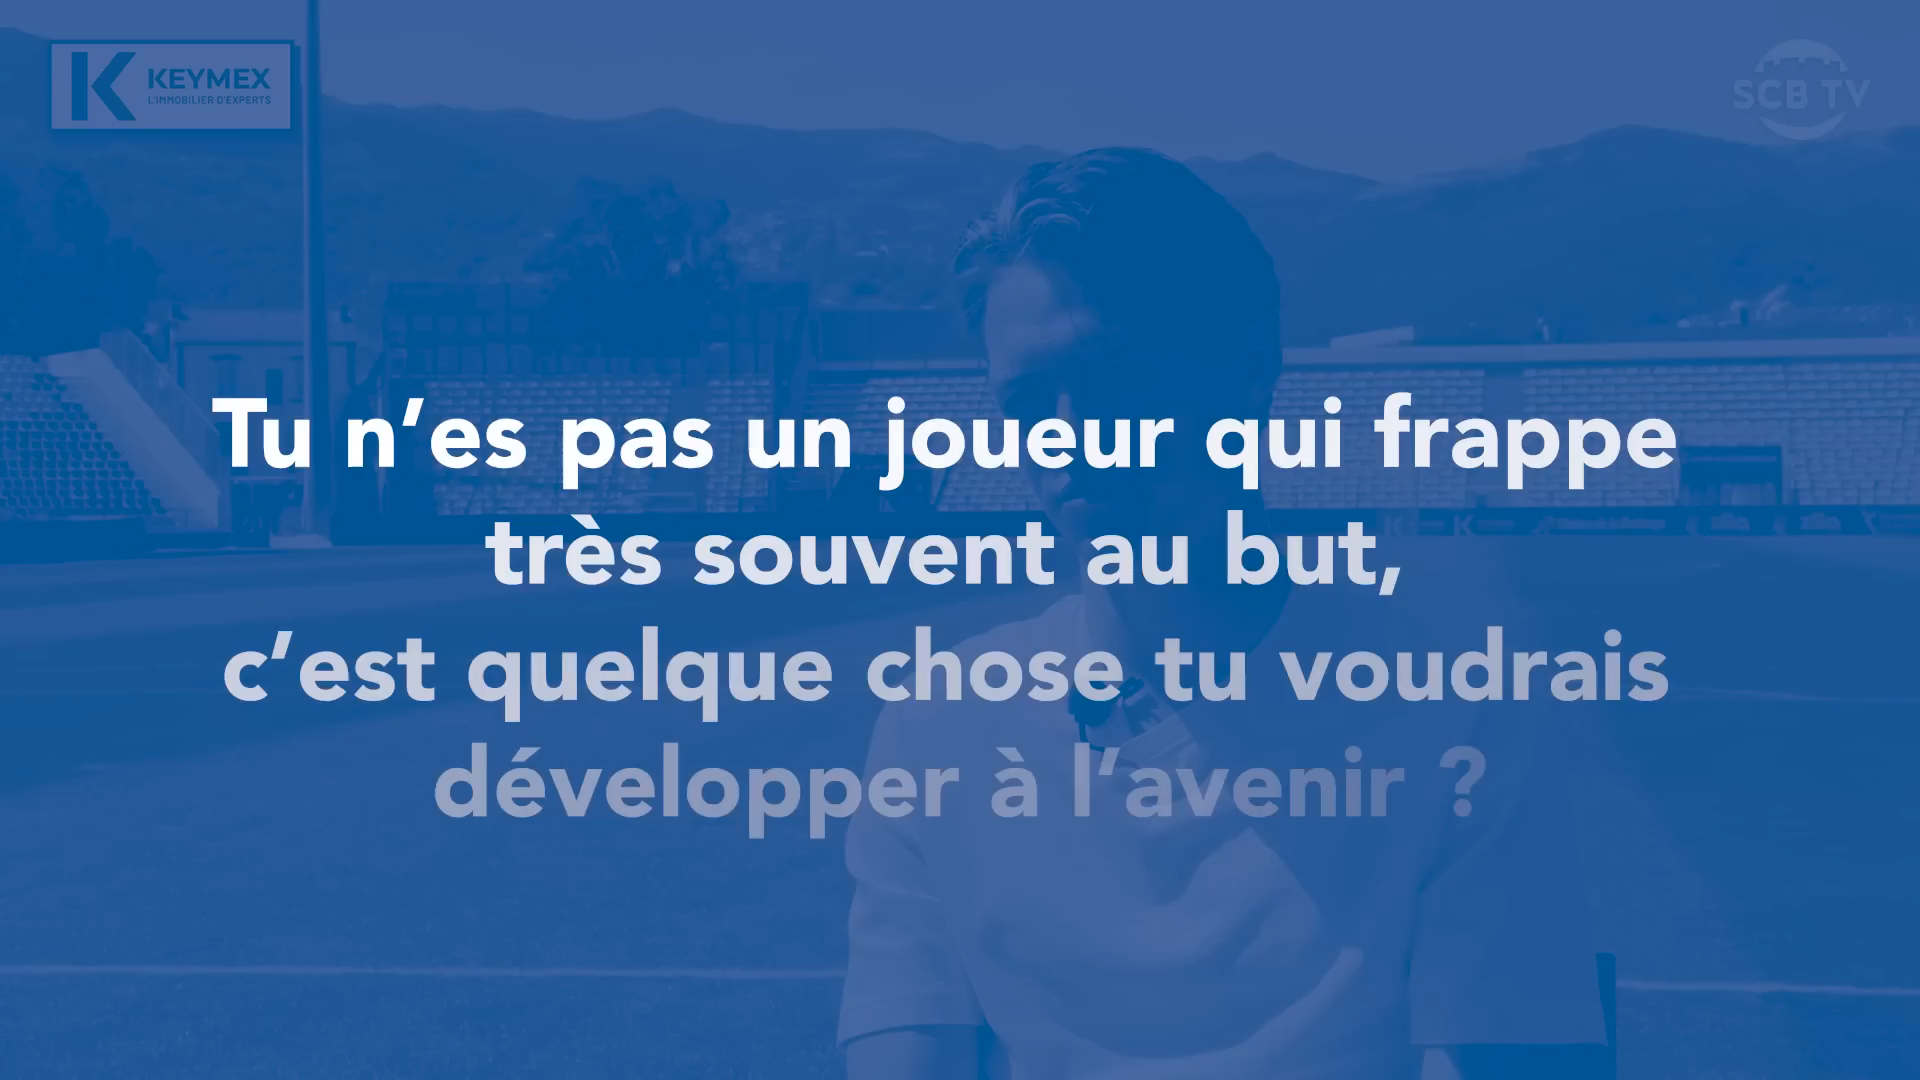 KEYMEX
L'IMMOBILIER D'EXPERTS
SCB TV
Tu n’es pas un joueur qui frappe
très souvent au but,
c’est quelque chose tu voudrais
développer à l’avenir ?